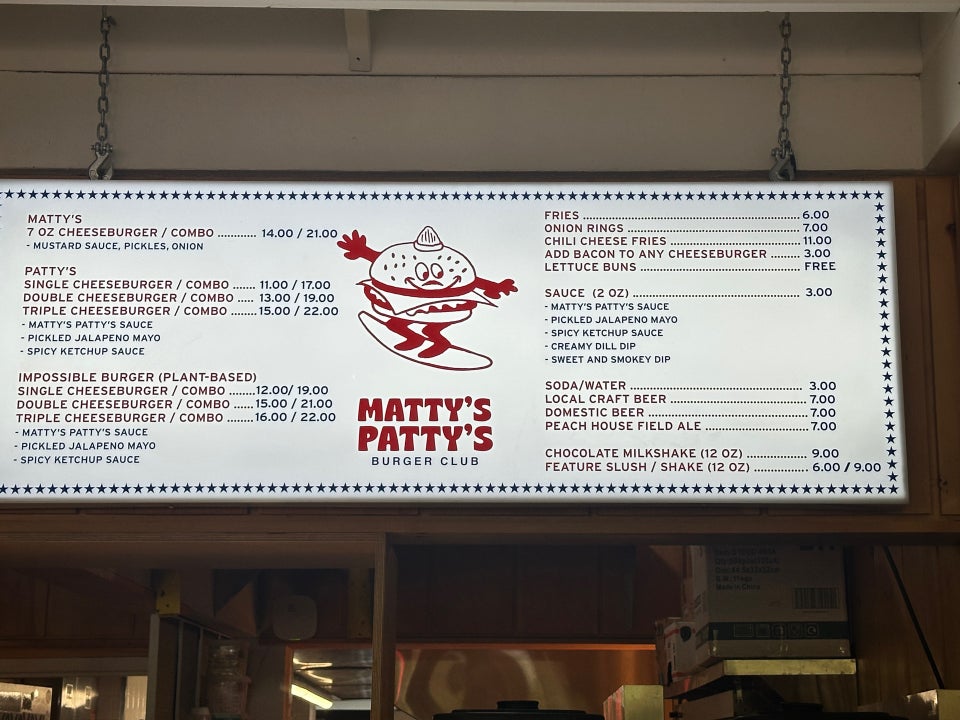 MATTY'S
7 OZ CHEESEBURGER / COMBO ............ 14.00 / 21.00
- MUSTARD SAUCE, PICKLES, ONION
PATTY'S
SINGLE CHEESEBURGER / COMBO ...... 11.00 / 17.00
DOUBLE CHEESEBURGER / COMBO ..... 13.00 / 19.00
TRIPLE CHEESEBURGER / COMBO .........15.00 / 22.00
- MATTY'S PATTY'S SAUCE
- PICKLED JALAPENO MAYO
- SPICY KETCHUP SAUCE
IMPOSSIBLE BURGER (PLANT-BASED)
SINGLE CHEESEBURGER / COMBO .......12.00/ 19.00
DOUBLE CHEESEBURGER / COMBO .....15.00 / 21.00
TRIPLE CHEESEBURGER / COMBO .........16.00 / 22.00
- MATTY'S PATTY'S SAUCE
- PICKLED JALAPENO MAYO
- SPICY KETCHUP SAUCE
MATTY'S
PATTY'S
BURGER CLUB
FRIES ........................................................ 6.00
ONION RINGS ............................................. 7.00
CHILI CHEESE FRIES .................................. 11.00
ADD BACON TO ANY CHEESEBURGER ........ 3.00
LETTUCE BUNS ......................................... FREE
SAUCE (2 OZ)........................................... 3.00
- MATTY'S PATTY'S SAUCE
- PICKLED JALAPENO MAYO
- SPICY KETCHUP SAUCE
- CREAMY DILL DIP
- SWEET AND SMOKEY DIP
SODA/WATER ............................................ 3.00
LOCAL CRAFT BEER ................................... 7.00
DOMESTIC BEER ........................................ 7.00
PEACH HOUSE FIELD ALE .......................... 7.00
CHOCOLATE MILKSHAKE (12 OZ) ............... 9.00
FEATURE SLUSH / SHAKE (12 OZ) .............. 6.00 / 9.00
Made in China